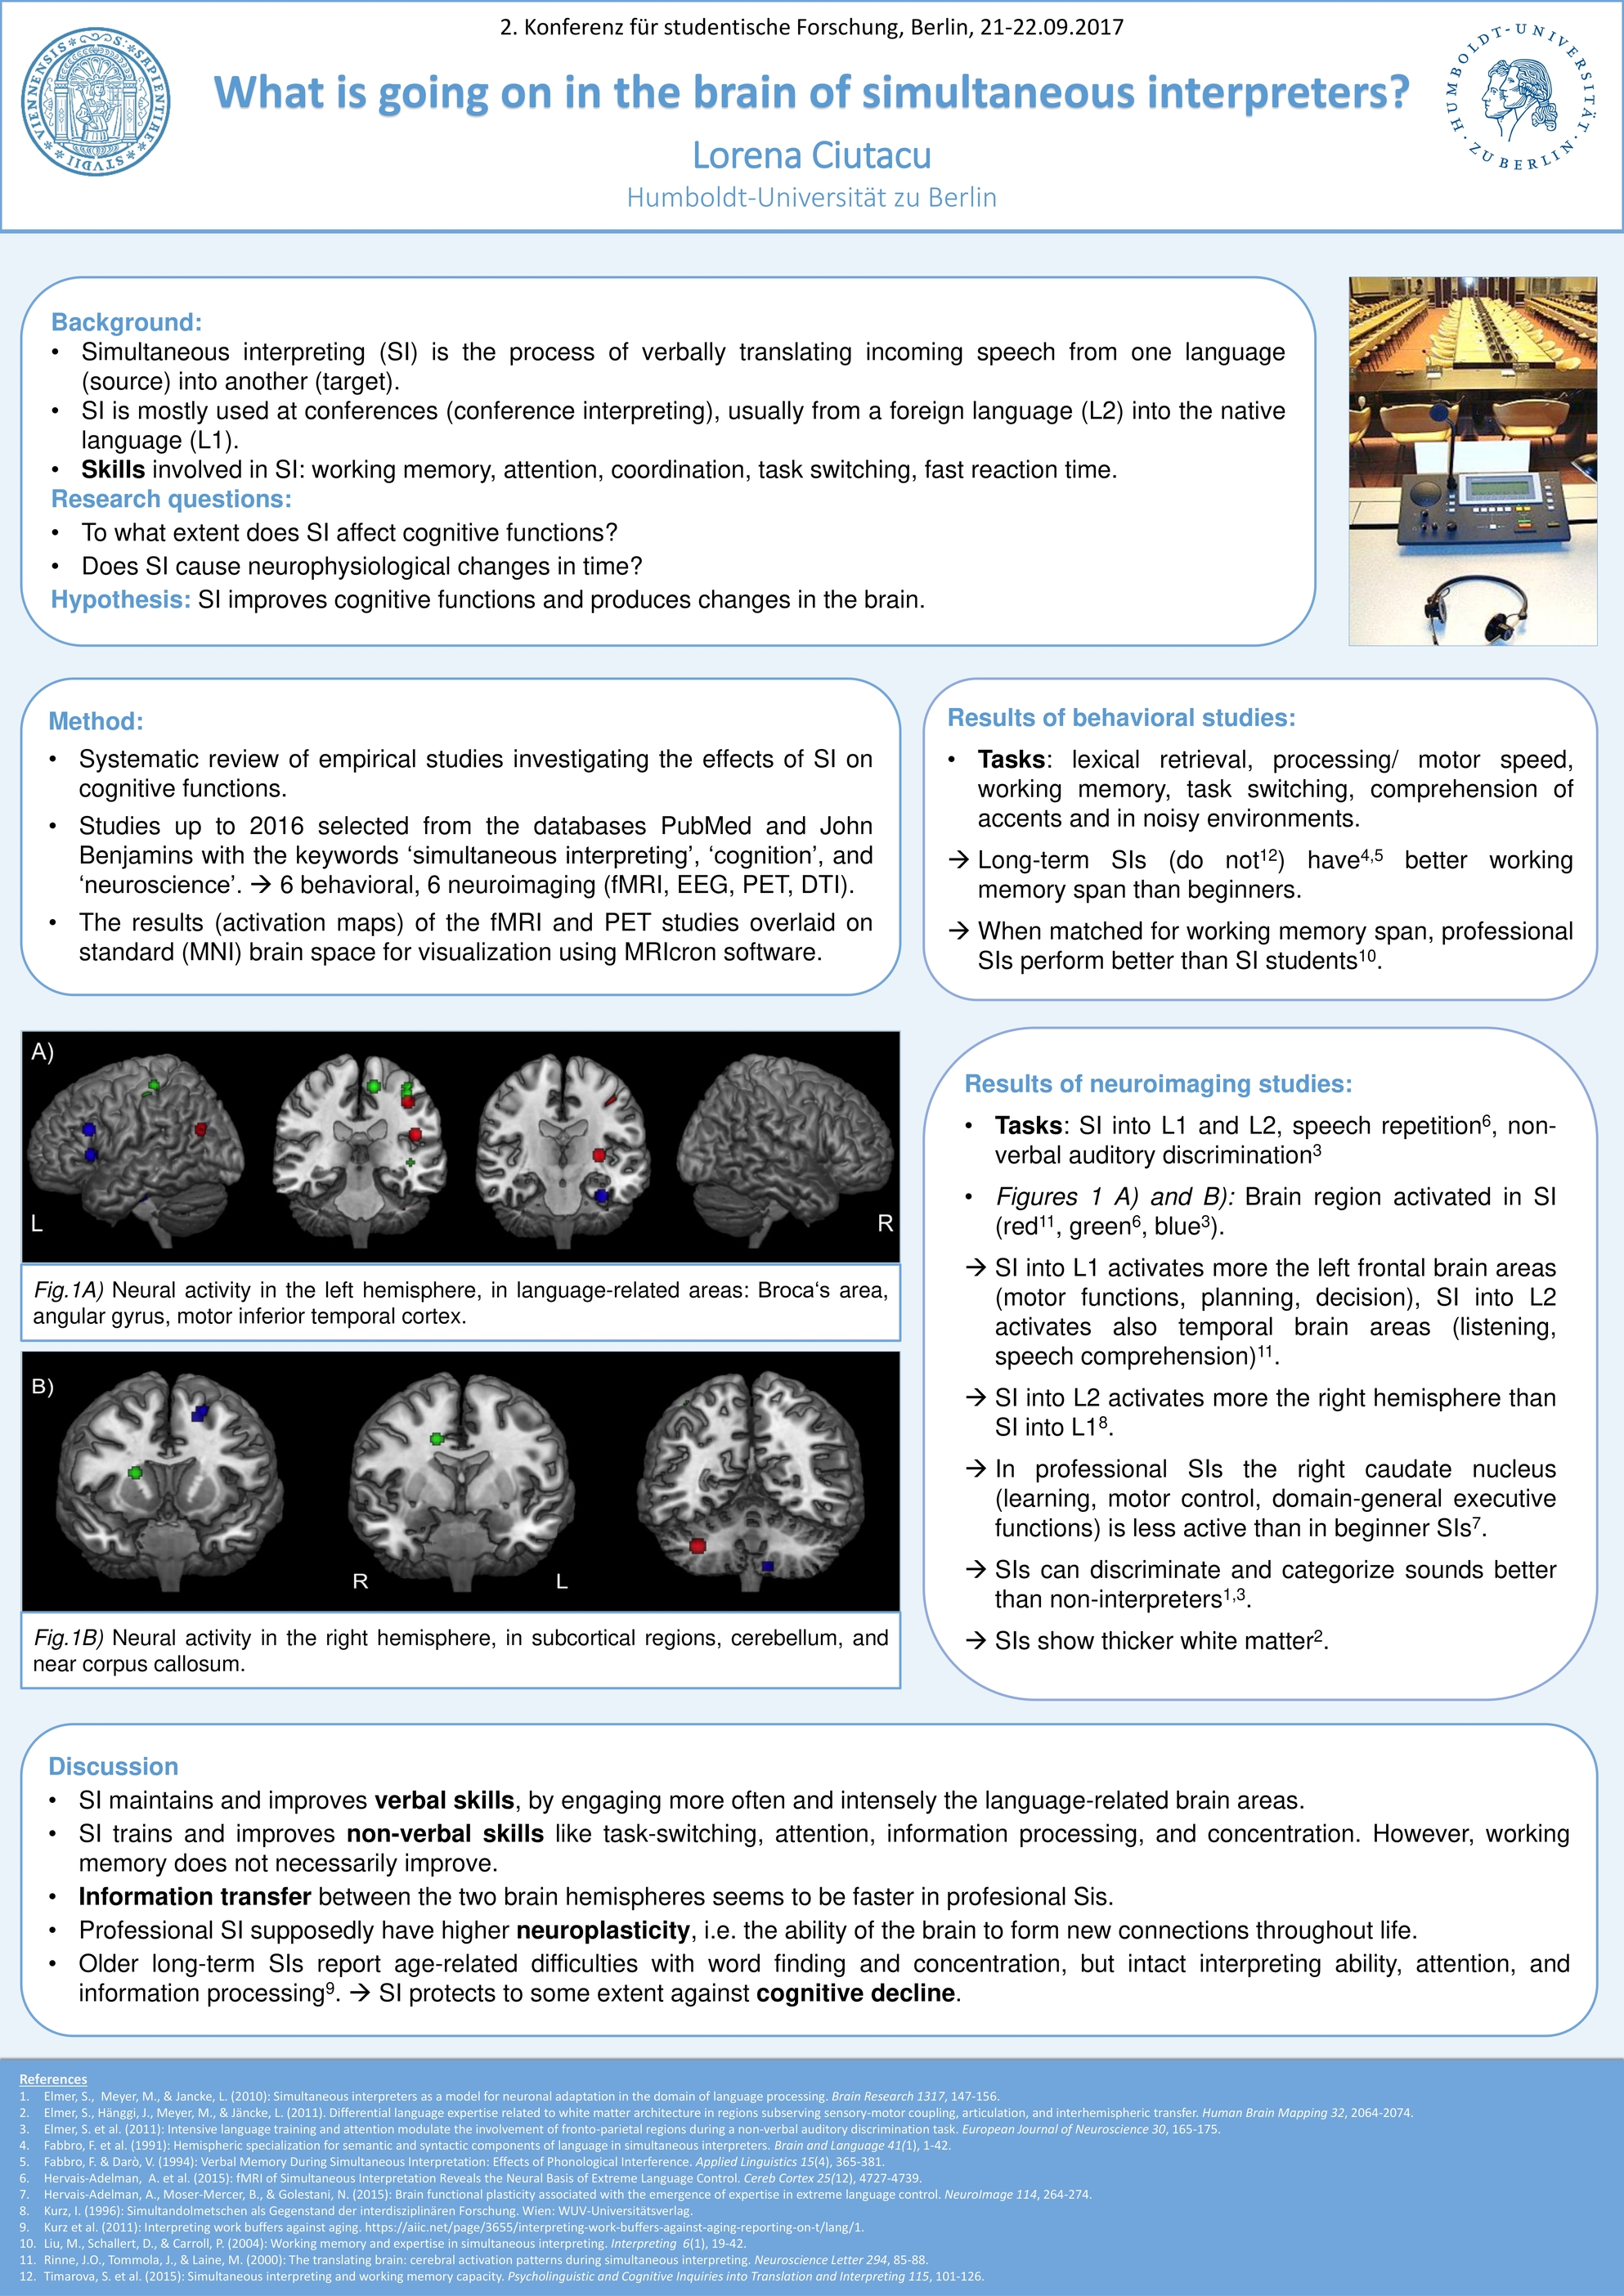 2. Konferenz für studentische Forschung, Berlin, 21-22.09.2017
What is going on in the brain of simultaneous interpreters?
Lorena Ciutacu
Humboldt-Universität zu Berlin
HUMBOLDT-UNIVERSITÄT · ZU BERLIN ·
Background:
• Simultaneous interpreting (SI) is the process of verbally translating incoming speech from one language
(source) into another (target).
• SI is mostly used at conferences (conference interpreting), usually from a foreign language (L2) into the native
language (L1).
• Skills involved in SI: working memory, attention, coordination, task switching, fast reaction time.
Research questions:
• To what extent does SI affect cognitive functions?
• Does SI cause neurophysiological changes in time?
Hypothesis: SI improves cognitive functions and produces changes in the brain.
Method:
• Systematic review of empirical studies investigating the effects of SI on
cognitive functions.
• Studies up to 2016 selected from the databases PubMed and John
Benjamins with the keywords ‘simultaneous interpreting’, ‘cognition’, and
‘neuroscience’. → 6 behavioral, 6 neuroimaging (fMRI, EEG, PET, DTI).
• The results (activation maps) of the fMRI and PET studies overlaid on
standard (MNI) brain space for visualization using MRIcron software.
Results of behavioral studies:
• Tasks: lexical retrieval, processing/ motor speed,
working memory, task switching, comprehension of
accents and in noisy environments.
→ Long-term SIs (do not12) have4,5 better working
memory span than beginners.
→ When matched for working memory span, professional
SIs perform better than SI students10.
A)
L
R
Fig.1A) Neural activity in the left hemisphere, in language-related areas: Broca‘s area,
angular gyrus, motor inferior temporal cortex.
B)
R
L
Fig.1B) Neural activity in the right hemisphere, in subcortical regions, cerebellum, and
near corpus callosum.
Results of neuroimaging studies:
• Tasks: SI into L1 and L2, speech repetition6, non-
verbal auditory discrimination3
• Figures 1 A) and B): Brain region activated in SI
(red11, green6, blue3).
→ SI into L1 activates more the left frontal brain areas
(motor functions, planning, decision), SI into L2
activates also temporal brain areas (listening,
speech comprehension)11.
→ SI into L2 activates more the right hemisphere than
SI into L18.
→ In professional SIs the right caudate nucleus
(learning, motor control, domain-general executive
functions) is less active than in beginner SIs7.
→ SIs can discriminate and categorize sounds better
than non-interpreters1,3.
→ SIs show thicker white matter2.
Discussion
• SI maintains and improves verbal skills, by engaging more often and intensely the language-related brain areas.
• SI trains and improves non-verbal skills like task-switching, attention, information processing, and concentration. However, working
memory does not necessarily improve.
• Information transfer between the two brain hemispheres seems to be faster in profesional Sis.
• Professional SI supposedly have higher neuroplasticity, i.e. the ability of the brain to form new connections throughout life.
• Older long-term SIs report age-related difficulties with word finding and concentration, but intact interpreting ability, attention, and
information processing9. → SI protects to some extent against cognitive decline.
References
1. Elmer, S., Meyer, M., & Jancke, L. (2010): Simultaneous interpreters as a model for neuronal adaptation in the domain of language processing. Brain Research 1317, 147-156.
2. Elmer, S., Hänggi, J., Meyer, M., & Jäncke, L. (2011). Differential language expertise related to white matter architecture in regions subserving sensory-motor coupling, articulation, and interhemispheric transfer. Human Brain Mapping 32, 2064-2074.
3. Elmer, S. et al. (2011): Intensive language training and attention modulate the involvement of fronto-parietal regions during a non-verbal auditory discrimination task. European Journal of Neuroscience 30, 165-175.
4. Fabbro, F. et al. (1991): Hemispheric specialization for semantic and syntactic components of language in simultaneous interpreters. Brain and Language 41(1), 1-42.
5. Fabbro, F. & Darò, V. (1994): Verbal Memory During Simultaneous Interpretation: Effects of Phonological Interference. Applied Linguistics 15(4), 365-381.
6. Hervais-Adelman, A. et al. (2015): fMRI of Simultaneous Interpretation Reveals the Neural Basis of Extreme Language Control. Cereb Cortex 25(12), 4727-4739.
7. Hervais-Adelman, A., Moser-Mercer, B., & Golestani, N. (2015): Brain functional plasticity associated with the emergence of expertise in extreme language control. NeuroImage 114, 264-274.
8. Kurz, I. (1996): Simultandolmetschen als Gegenstand der interdisziplinären Forschung. Wien: WUV-Universitätsverlag.
9. Kurz et al. (2011): Interpreting work buffers against aging. https://aiic.net/page/3655/interpreting-work-buffers-against-aging-reporting-on-t/lang/1.
10. Liu, M., Schallert, D., & Carroll, P. (2004): Working memory and expertise in simultaneous interpreting. Interpreting 6(1), 19-42.
11. Rinne, J.O., Tommola, J., & Laine, M. (2000): The translating brain: cerebral activation patterns during simultaneous interpreting. Neuroscience Letter 294, 85-88.
12. Timarova, S. et al. (2015): Simultaneous interpreting and working memory capacity. Psycholinguistic and Cognitive Inquiries into Translation and Interpreting 115, 101-126.